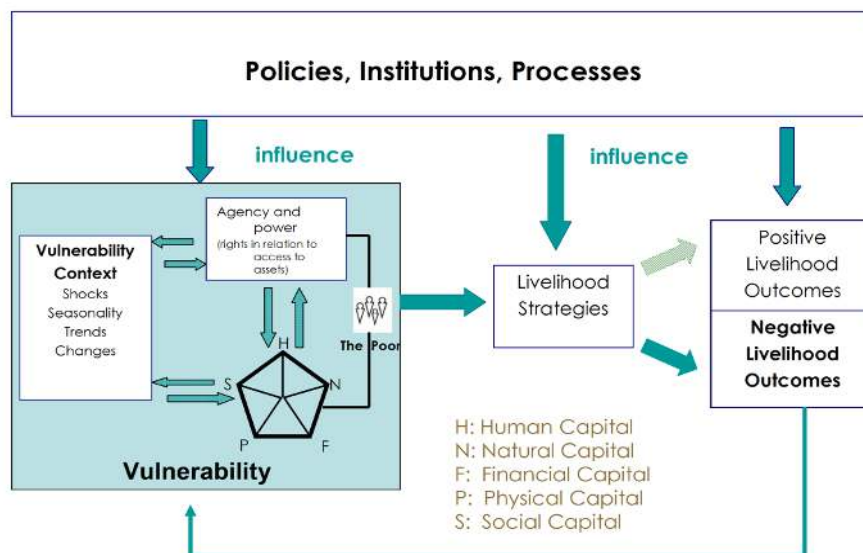 Policies, Institutions, Processes
influence
influence
Agency and
power
(rights in relation to
access to
assets)
Vulnerability
Context
Shocks
Seasonality
Trends
Changes
The Poor
H
S
N
P
F
Vulnerability
Livelihood
Strategies
Positive
Livelihood
Outcomes
Negative
Livelihood
Outcomes
H: Human Capital
N: Natural Capital
F: Financial Capital
P: Physical Capital
S: Social Capital